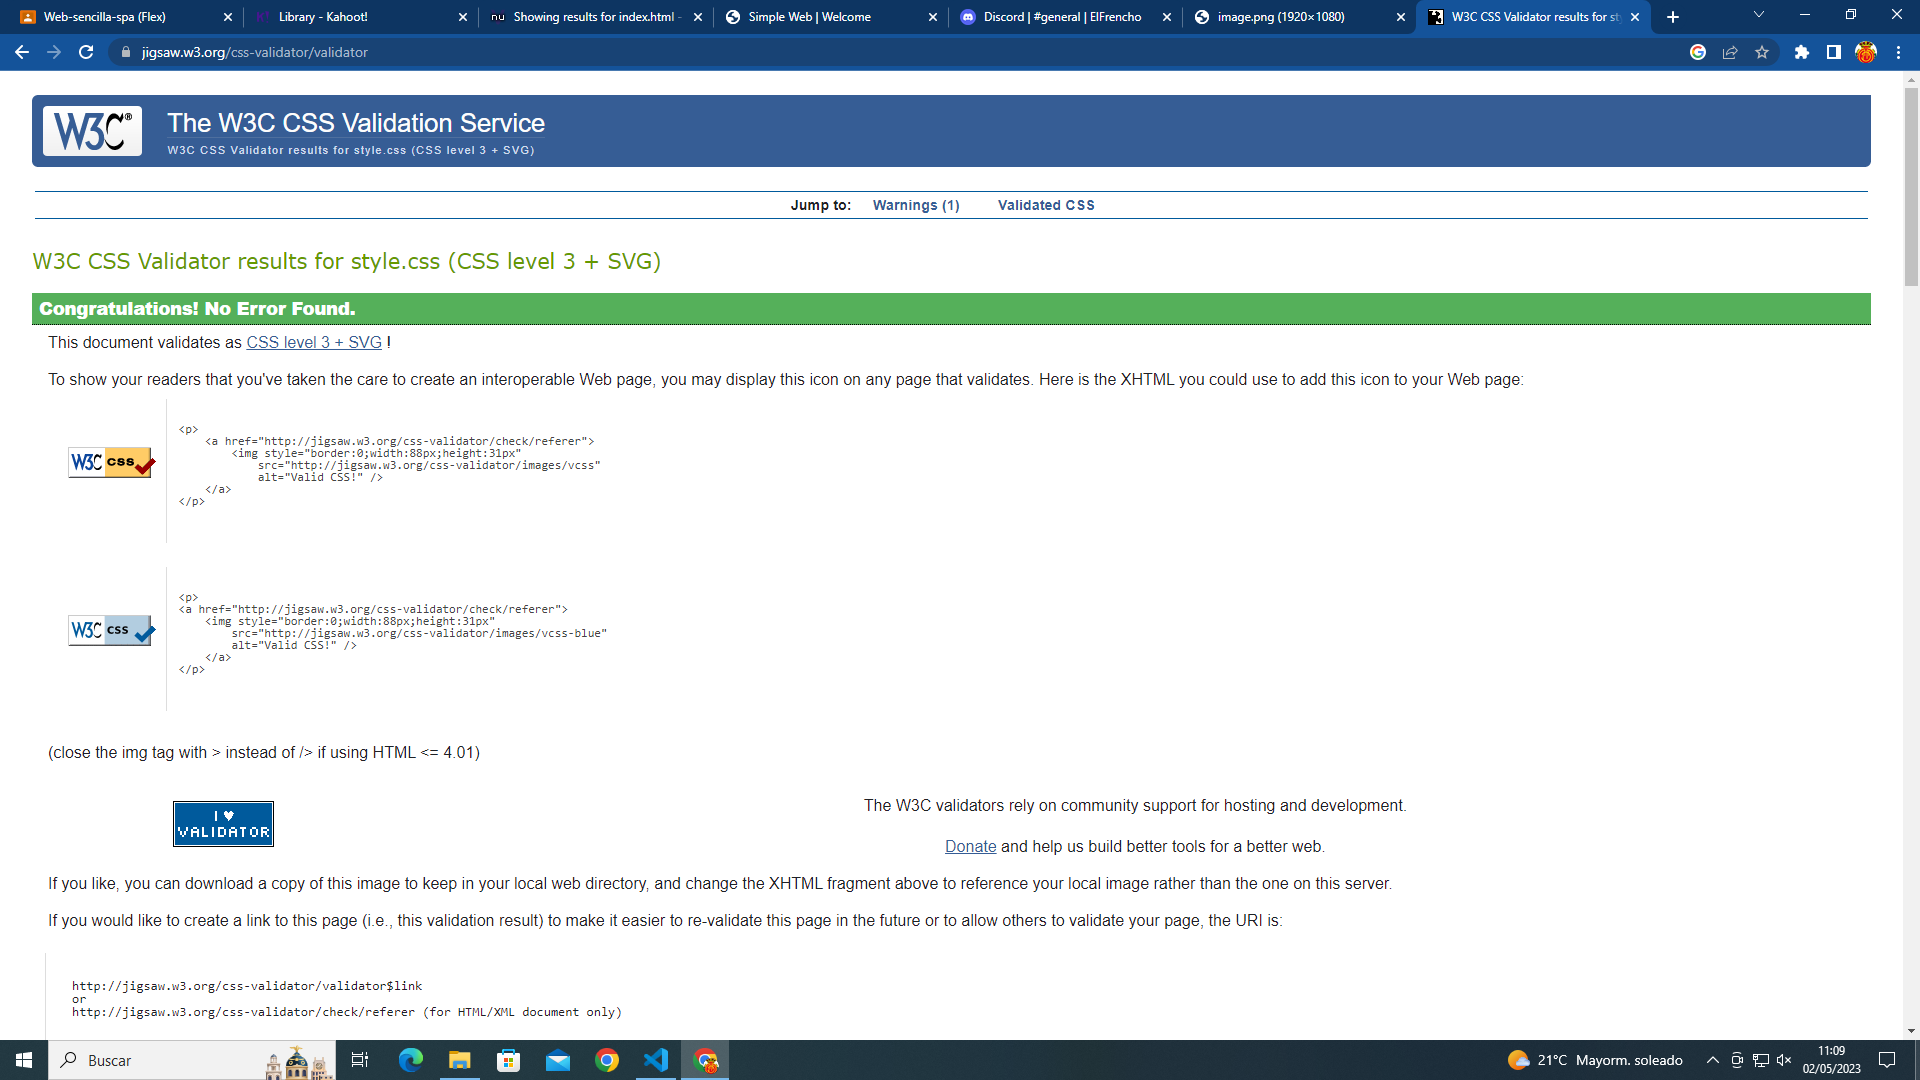 Web-sencilla-spa (Flex)
Library - Kahoot!
Showing results for index.html -
Simple Web | Welcome
Discord | #general | ElFrencho
image.png (1920×1080)
W3C CSS Validator results for st
jigsaw.w3.org/css-validator/validator
W3C®
The W3C CSS Validation Service
W3C CSS Validator results for style.css (CSS level 3 + SVG)
Jump to: Warnings (1) Validated CSS
W3C CSS Validator results for style.css (CSS level 3 + SVG)
Congratulations! No Error Found.
This document validates as CSS level 3 + SVG !
To show your readers that you've taken the care to create an interoperable Web page, you may display this icon on any page that validates. Here is the XHTML you could use to add this icon to your Web page:
W3C css
<p>
<a href="http://jigsaw.w3.org/css-validator/check/referer">
<img style="border:0;width:88px;height:31px"
src="http://jigsaw.w3.org/css-validator/images/vcss"
alt="Valid CSS!" />
</a>
</p>
W3C css
<p>
<a href="http://jigsaw.w3.org/css-validator/check/referer">
<img style="border:0;width:88px;height:31px"
src="http://jigsaw.w3.org/css-validator/images/vcss-blue"
alt="Valid CSS!" />
</a>
</p>
(close the img tag with > instead of /> if using HTML <= 4.01)
I ♥
VALIDATOR
The W3C validators rely on community support for hosting and development.
Donate and help us build better tools for a better web.
If you like, you can download a copy of this image to keep in your local web directory, and change the XHTML fragment above to reference your local image rather than the one on this server.
If you would like to create a link to this page (i.e., this validation result) to make it easier to re-validate this page in the future or to allow others to validate your page, the URI is:
http://jigsaw.w3.org/css-validator/validator$link
or
http://jigsaw.w3.org/css-validator/check/referer (for HTML/XML document only)
Buscar
21°C Mayorm. soleado
11:09
02/05/2023